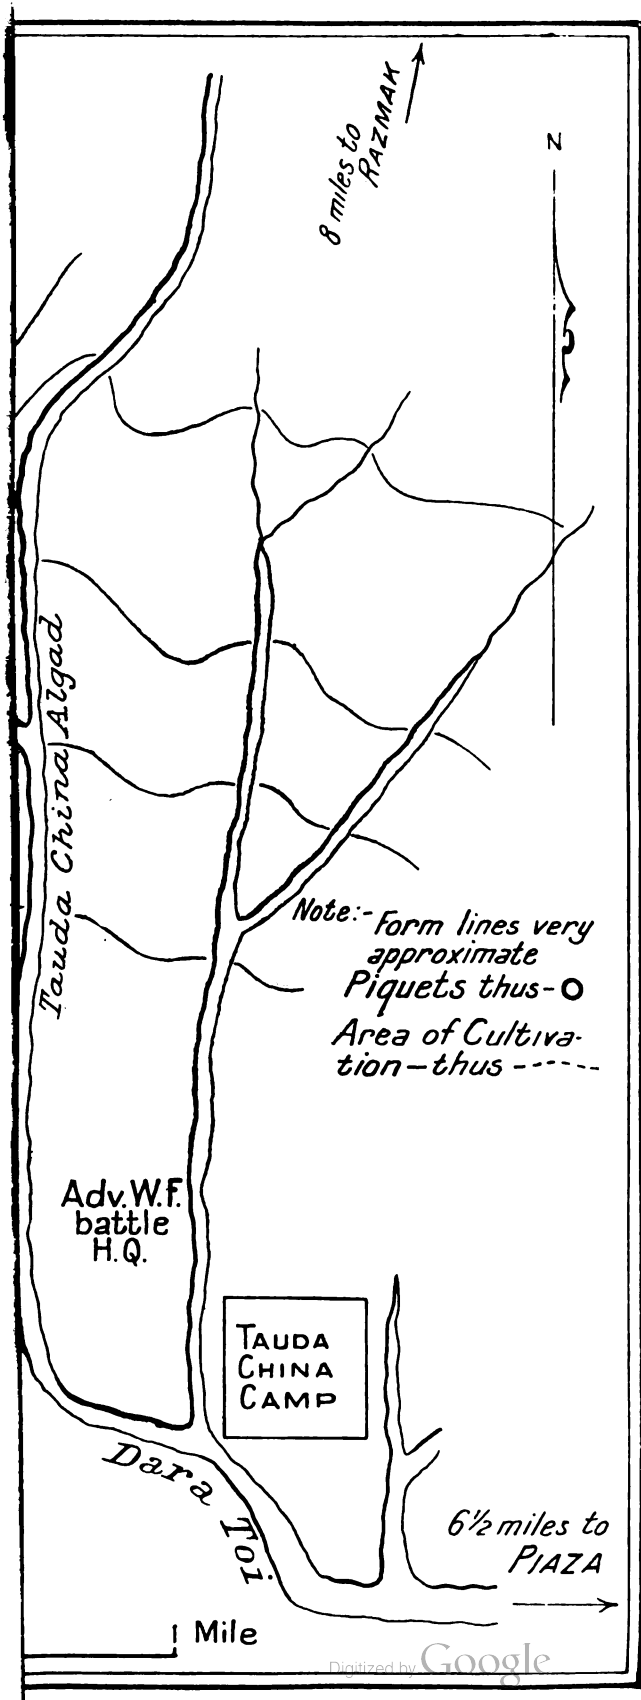 8 miles to
RAZMAK
N
Tauda China Algad
Note:- Form lines very
approximate
Piquets thus- O
Area of Cultiva-
tion - thus -----
Adv. W.F.
battle
H.Q.
TAUDA
CHINA
CAMP
Dara Toi
6½ miles to
PIAZA
1 Mile
Digitized by Google